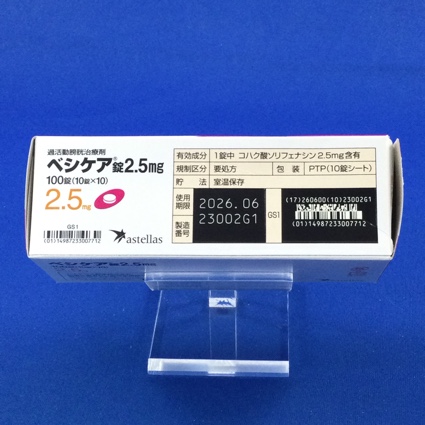 過活動膀胱治療剤
ベシケア®錠2.5mg
100錠(10錠×10)
2.5mg
GS1
(01)14987233007712
astellas
有効成分 1錠中 コハク酸ソリフェナシン2.5mg含有
規制区分 要処方 包装 PTP(10錠シート)
貯法 室温保存
使用期限 2026.06
製造番号 23002G1
GS1
(17)260600(10)23002G1
(01)14987233007712
ベシケア錠2.5mg